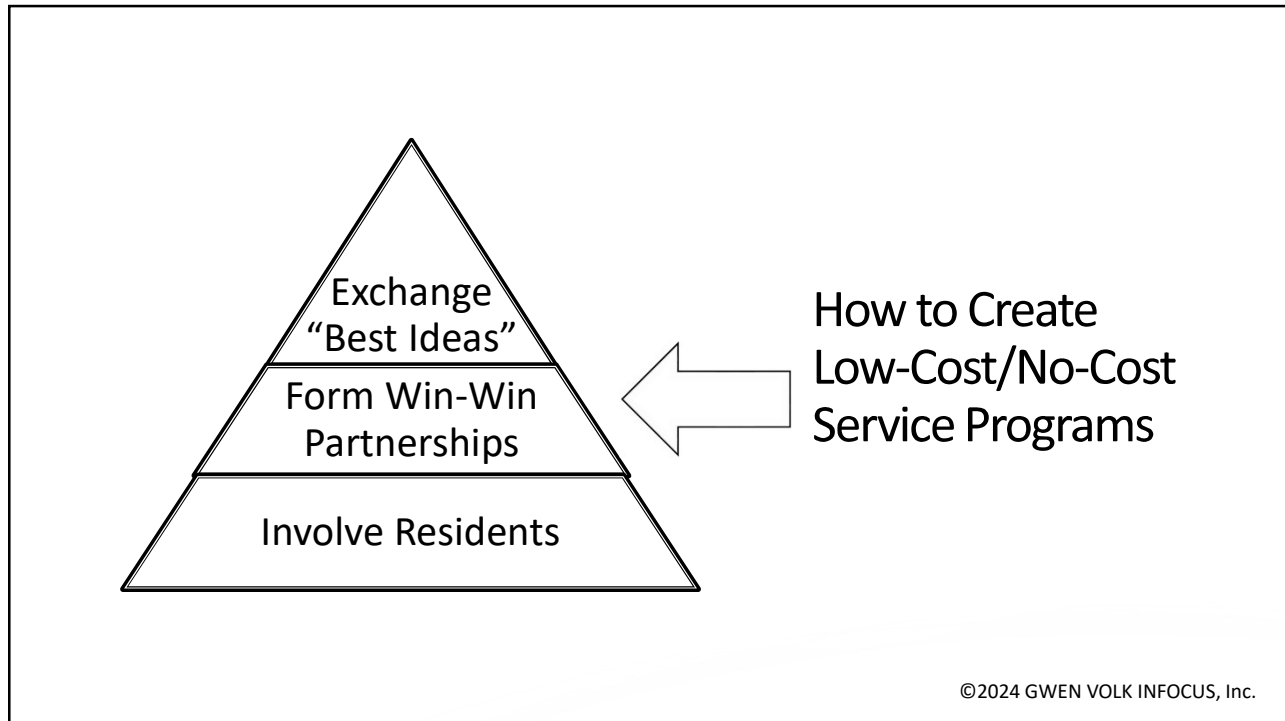 Exchange
“Best Ideas”
Form Win-Win
Partnerships
Involve Residents
How to Create
Low-Cost/No-Cost
Service Programs
©2024 GWEN VOLK INFOCUS, Inc.